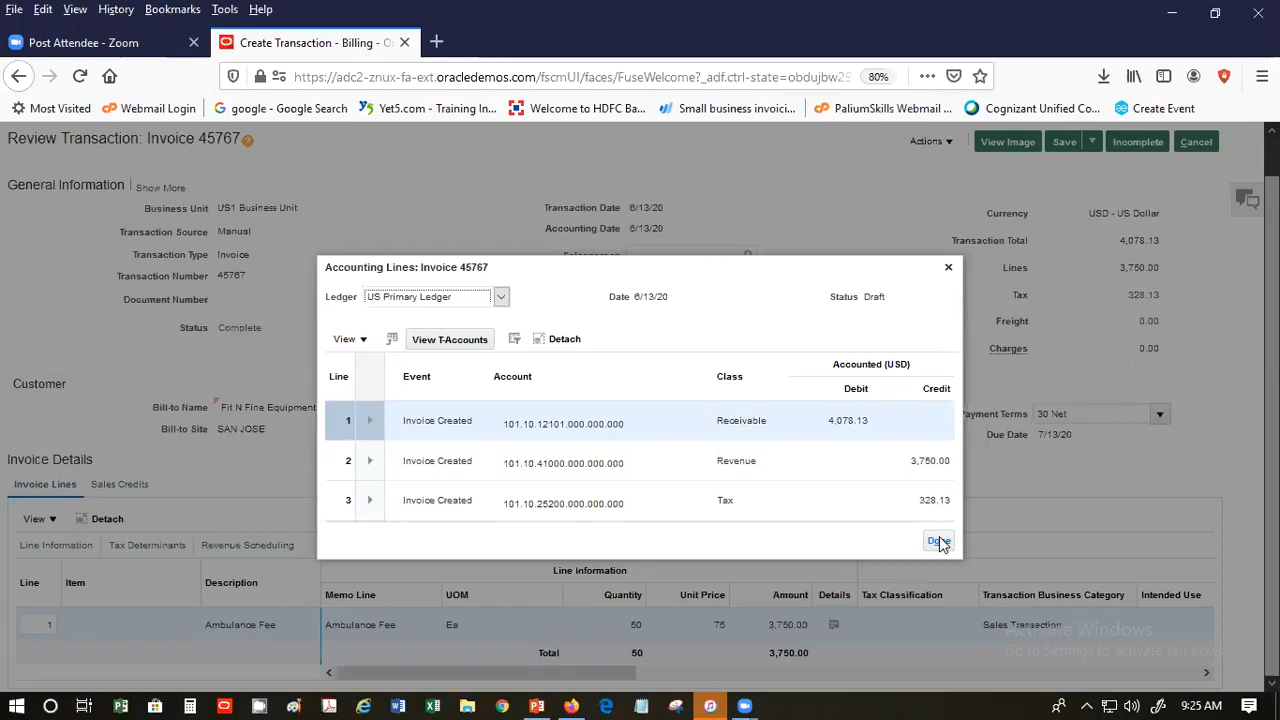 File Edit View History Bookmarks Tools Help
Post Attendee - Zoom
Create Transaction - Billing - O
https://adc2-znux-fa-ext.oracledemos.com/fscmUI/faces/FuseWelcome?_adf.ctrl-state=obdujbw29 80%
Most Visited Webmail Login google - Google Search Yet5.com - Training In... Welcome to HDFC Ba... Small business invoici... PaliumSkills Webmail ... Cognizant Unified Co... Create Event
Review Transaction: Invoice 45767
Actions View Image Save Incomplete Cancel
General Information Show More
Business Unit US1 Business Unit
Transaction Source Manual
Transaction Type Invoice
Transaction Number 45767
Document Number
Status Complete
Transaction Date 6/13/20
Accounting Date 6/13/20
Salesperson
Currency USD - US Dollar
Transaction Total 4,078.13
Lines 3,750.00
Tax 328.13
Freight 0.00
Charges 0.00
Customer
Bill-to Name Fit N Fine Equipment
Bill-to Site SAN JOSE
Payment Terms 30 Net
Due Date 7/13/20
Accounting Lines: Invoice 45767
Ledger US Primary Ledger Date 6/13/20 Status Draft
View View T-Accounts Detach
Accounted (USD)
Line Event Account Class Debit Credit
1 Invoice Created 101.10.12101.000.000.000 Receivable 4,078.13
2 Invoice Created 101.10.41000.000.000.000 Revenue 3,750.00
3 Invoice Created 101.10.25200.000.000.000 Tax 328.13
Done
Invoice Details
Invoice Lines Sales Credits
View Detach
Line Information Tax Determinants Revenue Scheduling
Line Information
Line Item Description Memo Line UOM Quantity Unit Price Amount Details Tax Classification Transaction Business Category Intended Use
1 Ambulance Fee Ambulance Fee Ea 50 75 3,750.00 Sales Transaction
Total 50 3,750.00
Activate Windows
Go to Settings to activate Windows.
9:25 AM